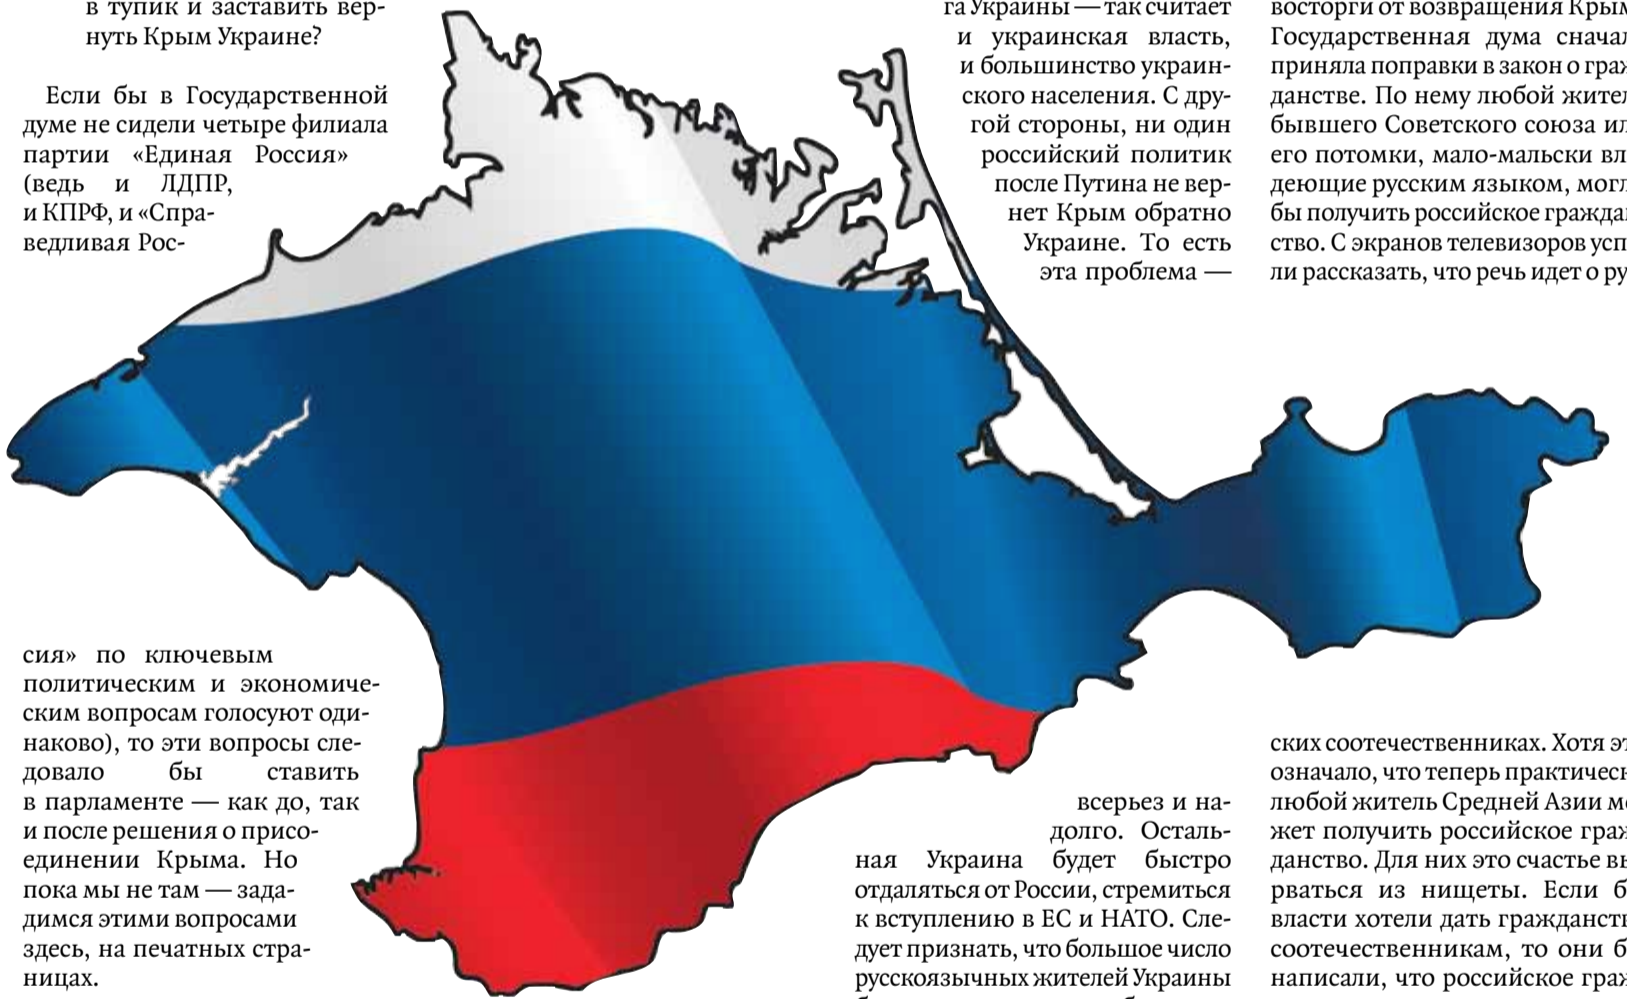 в тупик и заставить вер-
нуть Крым Украине?
Если бы в Государственной
думе не сидели четыре филиала
партии «Единая Россия»
(ведь и ЛДПР,
и КПРФ, и «Спра-
ведливая Рос-
сия» по ключевым
политическим и экономиче-
ским вопросам голосуют оди-
наково), то эти вопросы сле-
довало бы ставить
в парламенте — как до, так
и после решения о присо-
единении Крыма. Но
пока мы не там — зада-
димся этими вопросами
здесь, на печатных стра-
ницах.
га Украины — так считает
и украинская власть,
и большинство украин-
ского населения. С дру-
гой стороны, ни один
российский политик
после Путина не вер-
нет Крым обратно
Украине. То есть
эта проблема —
всерьез и на-
долго. Осталь-
ная Украина будет быстро
отдаляться от России, стремиться
к вступлению в ЕС и НАТО. Сле-
дует признать, что большое число
русскоязычных жителей Украины
восторги от возвращения Крым
Государственная дума сначал
приняла поправки в закон о граж
данстве. По нему любой жител
бывшего Советского союза ил
его потомки, мало-мальски вл
деющие русским языком, могл
бы получить российское граждан
ство. С экранов телевизоров усп
ли рассказать, что речь идет о ру
ских соотечественниках. Хотя эт
означало, что теперь практическ
любой житель Средней Азии мо
жет получить российское граж
данство. Для них это счастье вы
рваться из нищеты. Если б
власти хотели дать гражданств
соотечественникам, то они б
написали, что российское граж